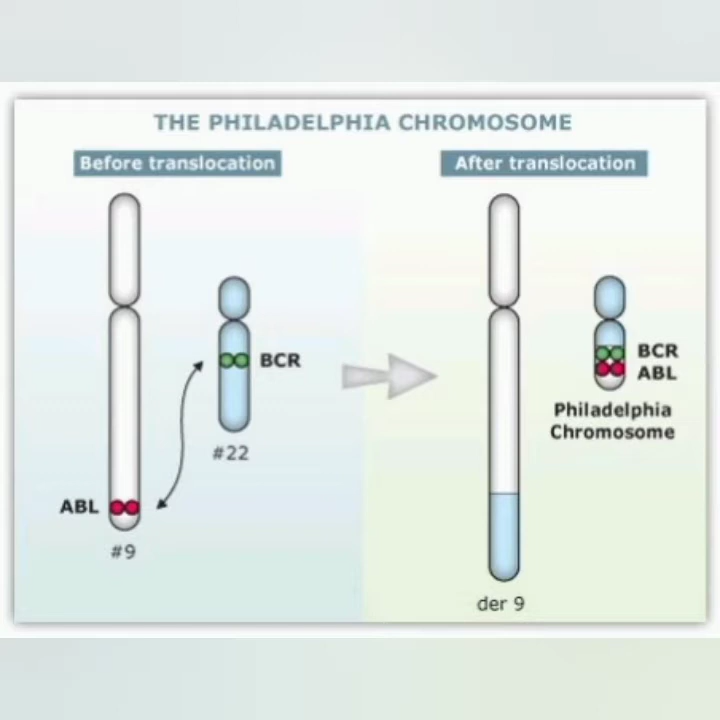 THE PHILADELPHIA CHROMOSOME
Before translocation
BCR
#22
ABL
#9
After translocation
BCR
ABL
Philadelphia
Chromosome
der 9